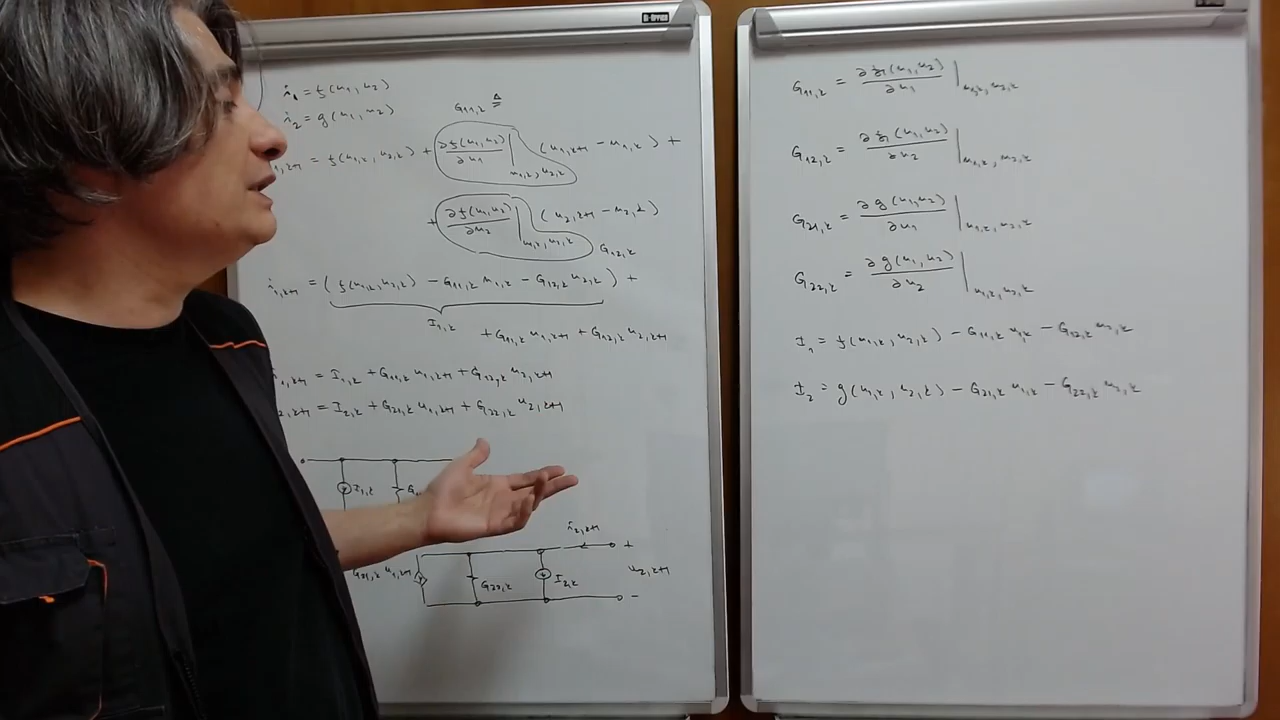 i₁ = f(u₁, u₂)
i₂ = g(u₁, u₂)
G₁₁,ₖ ≜
₁,ₖ₊₁ = f(u₁,ₖ, u₂,ₖ) + ∂f(u₁,u₂)/∂u₁ |u₁,ₖ, u₂,ₖ (u₁,ₖ₊₁ − u₁,ₖ) +
+ ∂f(u₁,u₂)/∂u₂ |u₁,ₖ, u₂,ₖ (u₂,ₖ₊₁ − u₂,ₖ)
G₁₂,ₖ
i₁,ₖ₊₁ = (f(u₁,ₖ, u₂,ₖ) − G₁₁,ₖ u₁,ₖ − G₁₂,ₖ u₂,ₖ) +
I₁,ₖ
+ G₁₁,ₖ u₁,ₖ₊₁ + G₁₂,ₖ u₂,ₖ₊₁
i₁,ₖ₊₁ = I₁,ₖ + G₁₁,ₖ u₁,ₖ₊₁ + G₁₂,ₖ u₂,ₖ₊₁
₂,ₖ₊₁ = I₂,ₖ + G₂₁,ₖ u₁,ₖ₊₁ + G₂₂,ₖ u₂,ₖ₊₁
I₁,ₖ
i₂,ₖ₊₁
+
G₂₁,ₖ u₁,ₖ₊₁ G₂₂,ₖ I₂,ₖ u₂,ₖ₊₁
−
G₁₁,ₖ = ∂f(u₁,u₂)/∂u₁ |u₁,ₖ, u₂,ₖ
G₁₂,ₖ = ∂f(u₁,u₂)/∂u₂ |u₁,ₖ, u₂,ₖ
G₂₁,ₖ = ∂g(u₁,u₂)/∂u₁ |u₁,ₖ, u₂,ₖ
G₂₂,ₖ = ∂g(u₁,u₂)/∂u₂ |u₁,ₖ, u₂,ₖ
I₁ = f(u₁,ₖ, u₂,ₖ) − G₁₁,ₖ u₁,ₖ − G₁₂,ₖ u₂,ₖ
I₂ = g(u₁,ₖ, u₂,ₖ) − G₂₁,ₖ u₁,ₖ − G₂₂,ₖ u₂,ₖ